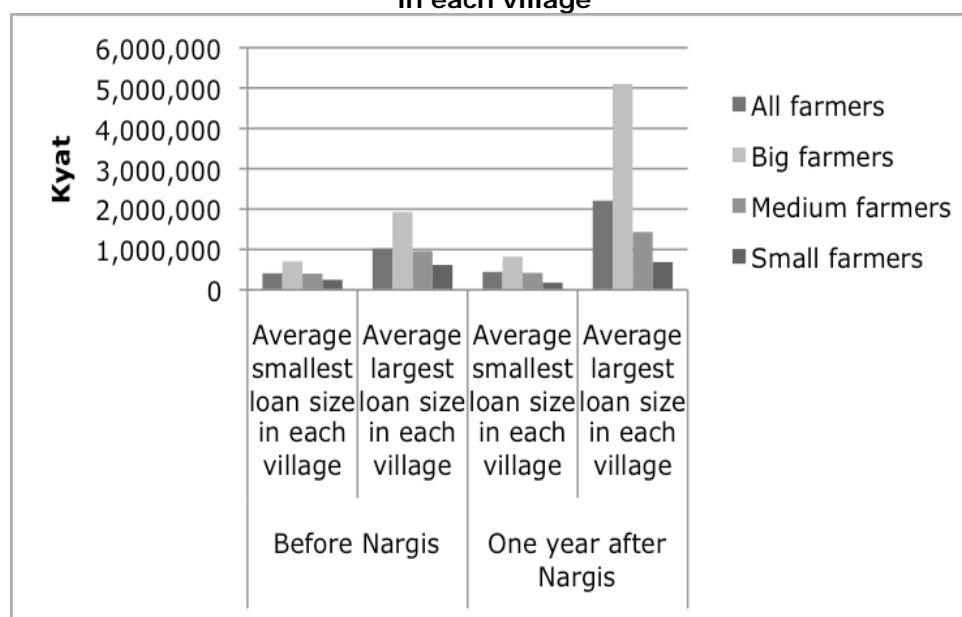 in each village
6,000,000
5,000,000
4,000,000
3,000,000
2,000,000
1,000,000
0
Kyat
All farmers
Big farmers
Medium farmers
Small farmers
Average
smallest
loan size
in each
village
Average
largest
loan size
in each
village
Average
smallest
loan size
in each
village
Average
largest
loan size
in each
village
Before Nargis
One year after
Nargis